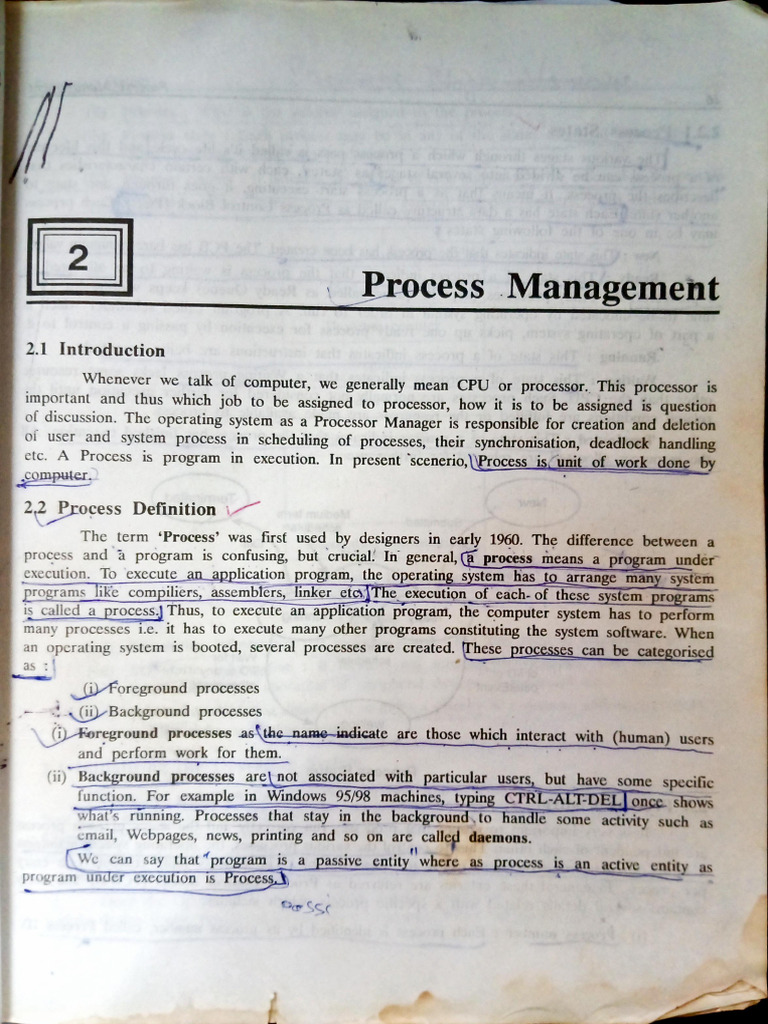 2
Process Management
2.1 Introduction
Whenever we talk of computer, we generally mean CPU or processor. This processor is
important and thus which job to be assigned to processor, how it is to be assigned is question
of discussion. The operating system as a Processor Manager is responsible for creation and deletion
of user and system process in scheduling of processes, their synchronisation, deadlock handling
etc. A Process is program in execution. In present scenerio, Process is unit of work done by
computer.
2.2 Process Definition
The term ‘Process’ was first used by designers in early 1960. The difference between a
process and a program is confusing, but crucial. In general, a process means a program under
execution. To execute an application program, the operating system has to arrange many system
programs like compiliers, assemblers, linker etc. The execution of each of these system programs
is called a process. Thus, to execute an application program, the computer system has to perform
many processes i.e. it has to execute many other programs constituting the system software. When
an operating system is booted, several processes are created. These processes can be categorised
as :
(i) Foreground processes
(ii) Background processes
(i) Foreground processes as the name indicate are those which interact with (human) users
and perform work for them.
(ii) Background processes are not associated with particular users, but have some specific
function. For example in Windows 95/98 machines, typing CTRL-ALT-DEL once shows
what's running. Processes that stay in the background to handle some activity such as
email, Webpages, news, printing and so on are called daemons.
We can say that "program is a passive entity" where as process is an active entity as
program under execution is Process.